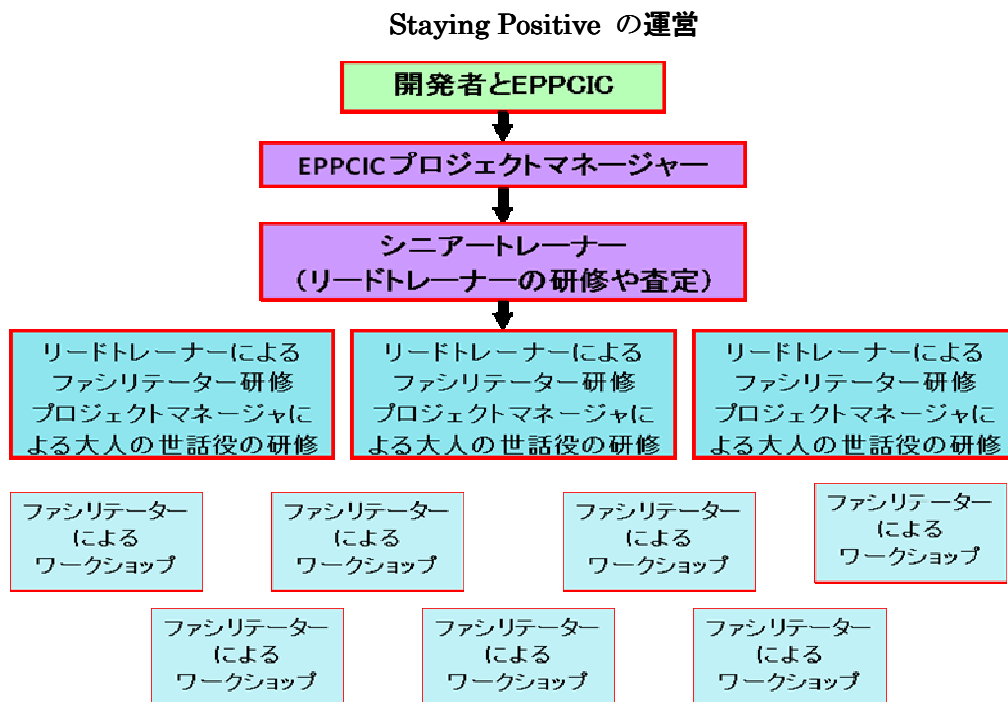 Staying Positive の運営
開発者とEPPCIC
EPPCICプロジェクトマネージャー
シニアートレーナー
（リードトレーナーの研修や査定）
リードトレーナーによる
ファシリテーター研修
プロジェクトマネージャに
よる大人の世話役の研修
リードトレーナーによる
ファシリテーター研修
プロジェクトマネージャに
よる大人の世話役の研修
リードトレーナーによる
ファシリテーター研修
プロジェクトマネージャに
よる大人の世話役の研修
ファシリテーター
による
ワークショップ
ファシリテーター
による
ワークショップ
ファシリテーター
による
ワークショップ
ファシリテーター
による
ワークショップ
ファシリテーター
による
ワークショップ
ファシリテーター
による
ワークショップ
ファシリテーター
による
ワークショップ